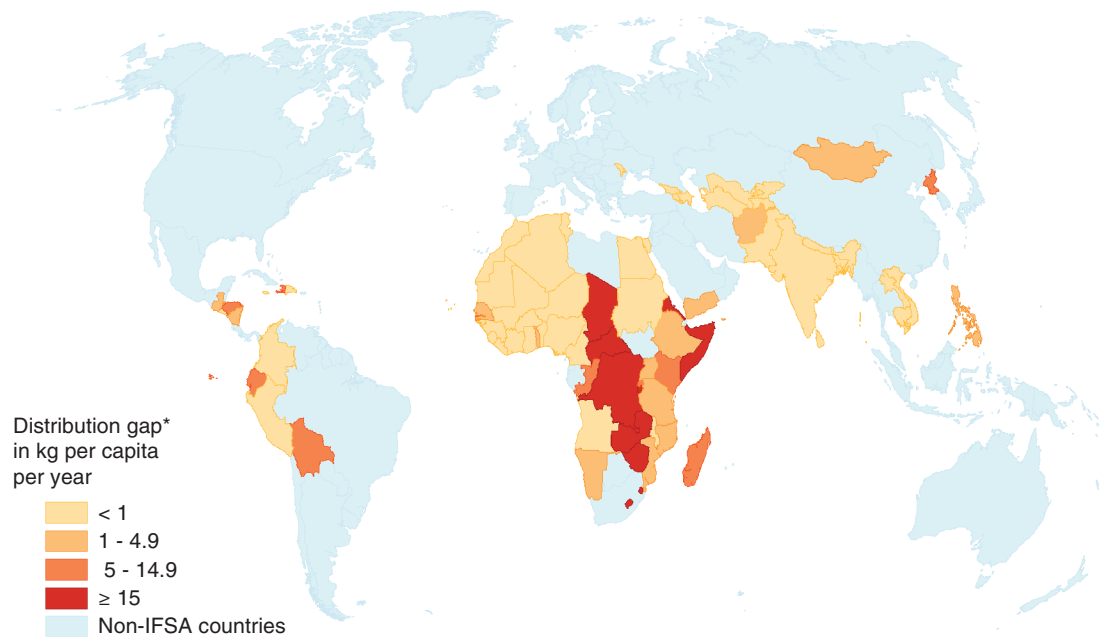 Distribution gap*
in kg per capita
per year
< 1
1 - 4.9
5 - 14.9
≥ 15
Non-IFSA countries